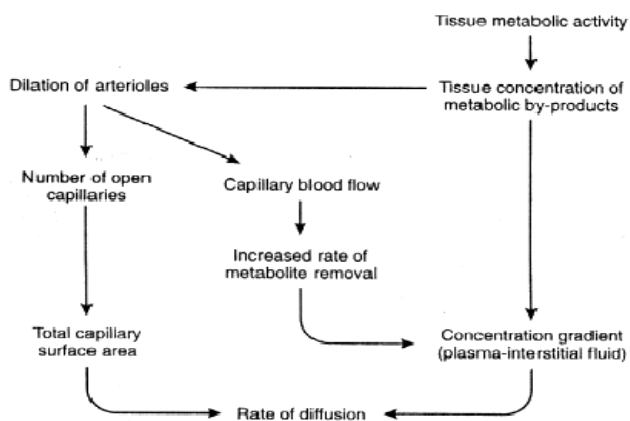 Tissue metabolic activity
Dilation of arterioles
Tissue concentration of
metabolic by-products
Number of open
capillaries
Capillary blood flow
Increased rate of
metabolite removal
Total capillary
surface area
Concentration gradient
(plasma-interstitial fluid)
Rate of diffusion